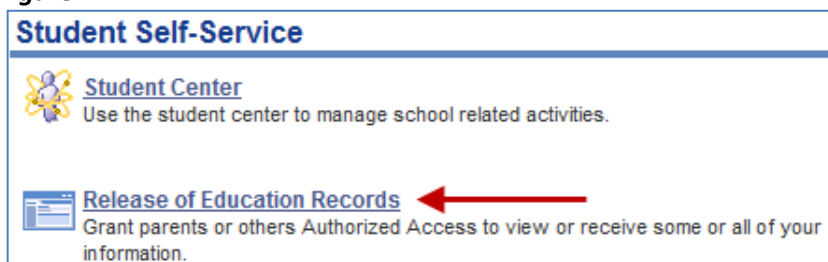 Student Self-Service
Student Center
Use the student center to manage school related activities.
Release of Education Records
Grant parents or others Authorized Access to view or receive some or all of your
information.